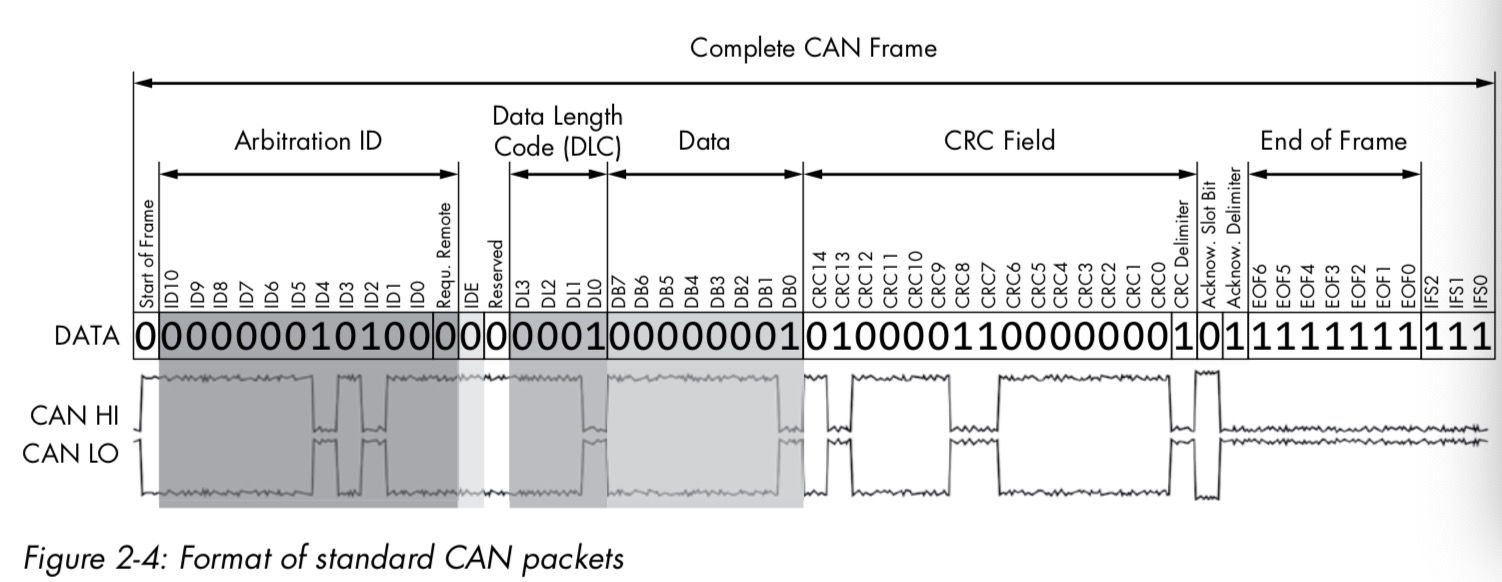 Complete CAN Frame
Arbitration ID
Data Length
Code (DLC)
Data
CRC Field
End of Frame
Start of Frame
ID10
ID9
ID8
ID7
ID6
ID5
ID4
ID3
ID2
ID1
ID0
Requ. Remote
IDE
Reserved
DL3
DL2
DL1
DL0
DB7
DB6
DB5
DB4
DB3
DB2
DB1
DB0
CRC14
CRC13
CRC12
CRC11
CRC10
CRC9
CRC8
CRC7
CRC6
CRC5
CRC4
CRC3
CRC2
CRC1
CRC0
CRC Delimiter
Acknow. Slot Bit
Acknow. Delimiter
EOF6
EOF5
EOF4
EOF3
EOF2
EOF1
EOF0
IFS2
IFS1
IFS0
DATA 0 00000010100 0 0 0 0001 00000001 010000110000000 1 0 1 1111111 111
CAN HI
CAN LO
Figure 2-4: Format of standard CAN packets